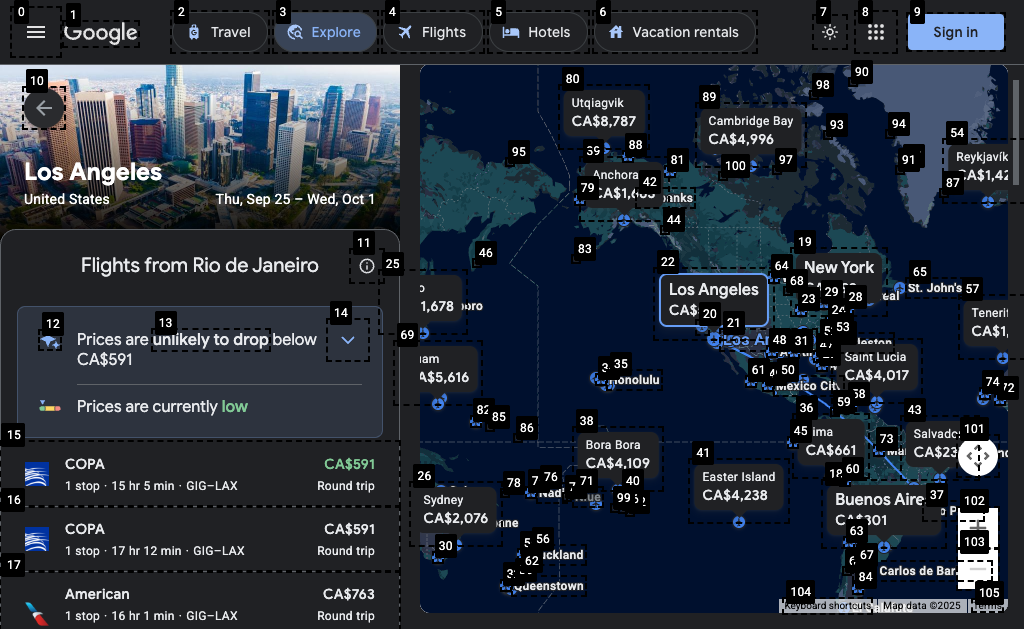 0
1
2
3
4
5
6
7
8
9
Google
Travel
Explore
Flights
Hotels
Vacation rentals
Sign in
10
Los Angeles
United States
Thu, Sep 25 – Wed, Oct 1
11
Flights from Rio de Janeiro
25
12
13
14
Prices are unlikely to drop below
CA$591
Prices are currently low
15
COPA
CA$591
1 stop · 15 hr 5 min · GIG–LAX
Round trip
16
COPA
CA$591
1 stop · 17 hr 12 min · GIG–LAX
Round trip
17
American
CA$763
1 stop · 16 hr 1 min · GIG–LAX
Round trip
80
Utqiagvik
CA$8,787
89
Cambridge Bay
CA$4,996
98
90
93
94
91
54
Reykjavík
CA$1,42
87
95
39
88
81
100
97
Anchora
79
42
banks
44
46
83
22
Los Angeles
CA$
20
21
19
64
New York
68
23
29
28
24
65
St. John's
57
Tenerif
CA$1,
1,678
69
CA$5,616
35
Honolulu
48
31
53
Saint Lucia
CA$4,017
61
50
Mexico City
59
58
74
72
82
85
86
38
Bora Bora
CA$4,109
36
45
ima
CA$661
43
Salvado
CA$23
73
101
41
Easter Island
CA$4,238
26
Sydney
CA$2,076
30
78
76
71
40
99
18
60
Buenos Aire
CA$801
37
102
103
63
67
84
Carlos de Bar
56
62
ckland
Queenstown
104
105
Keyboard shortcuts
Map data ©2025
Terms